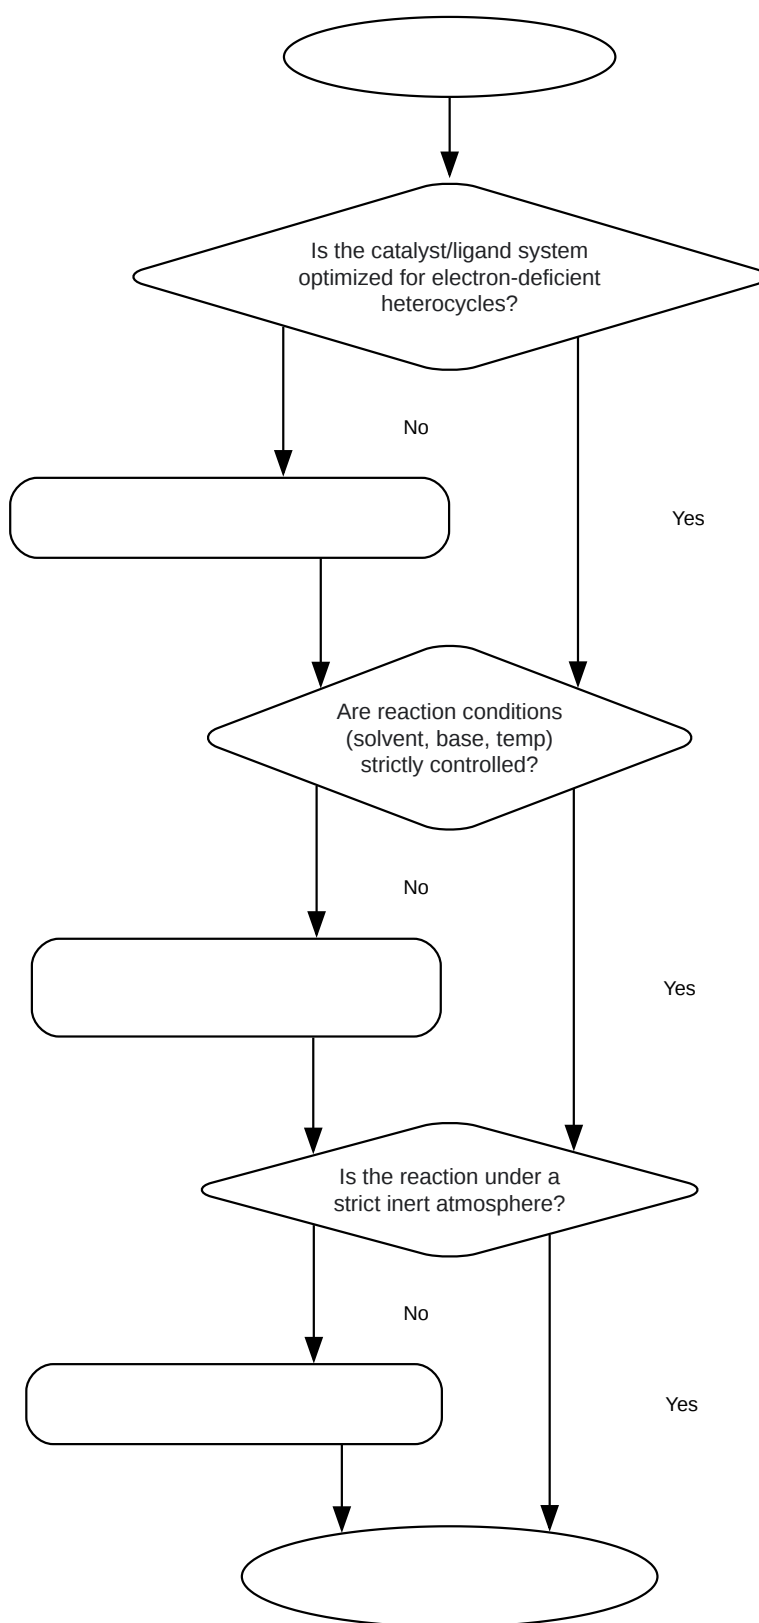 Is the catalyst/ligand system
optimized for electron-deficient
heterocycles?
No
Yes
Are reaction conditions
(solvent, base, temp)
strictly controlled?
No
Yes
Is the reaction under a
strict inert atmosphere?
No
Yes